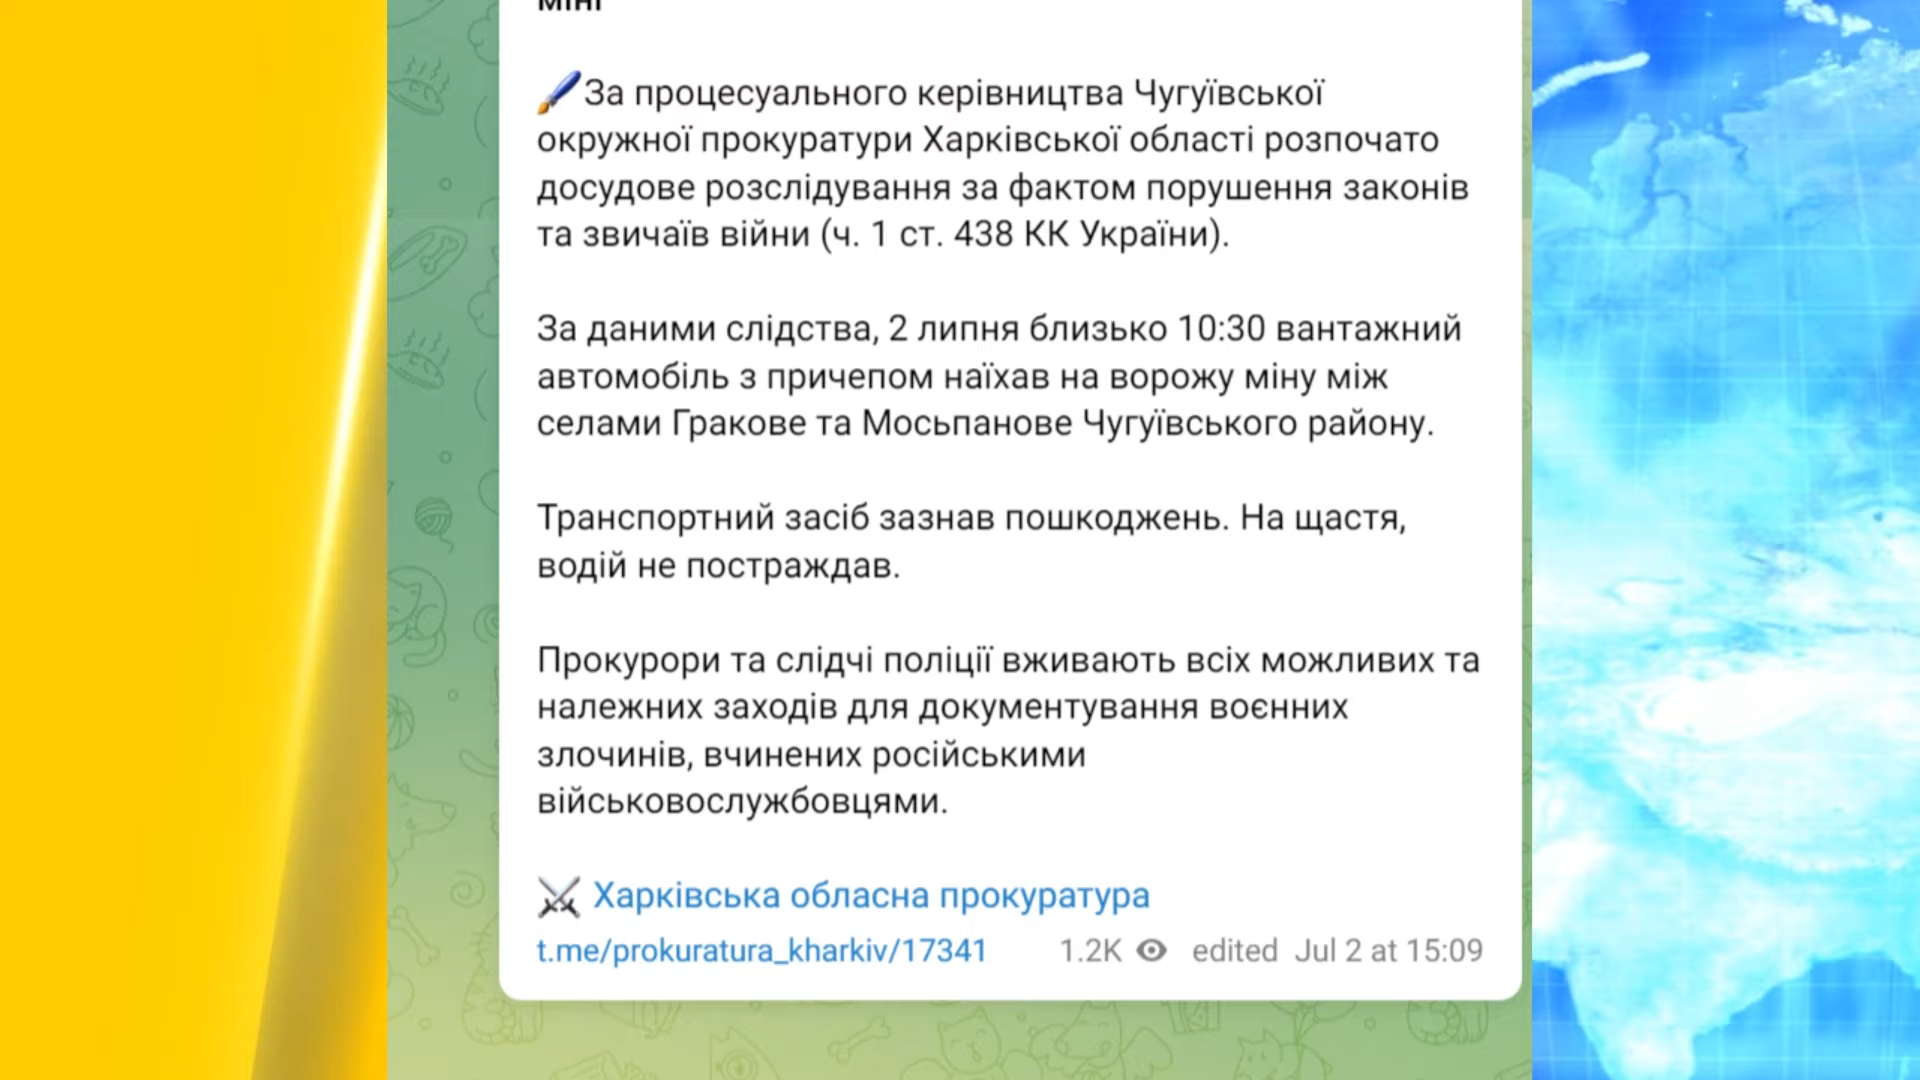 міні
За процесуального керівництва Чугуївської
окружної прокуратури Харківської області розпочато
досудове розслідування за фактом порушення законів
та звичаїв війни (ч. 1 ст. 438 КК України).
За даними слідства, 2 липня близько 10:30 вантажний
автомобіль з причепом наїхав на ворожу міну між
селами Гракове та Мосьпанове Чугуївського району.
Транспортний засіб зазнав пошкоджень. На щастя,
водій не постраждав.
Прокурори та слідчі поліції вживають всіх можливих та
належних заходів для документування воєнних
злочинів, вчинених російськими
військовослужбовцями.
Харківська обласна прокуратура
t.me/prokuratura_kharkiv/17341 1.2K edited Jul 2 at 15:09